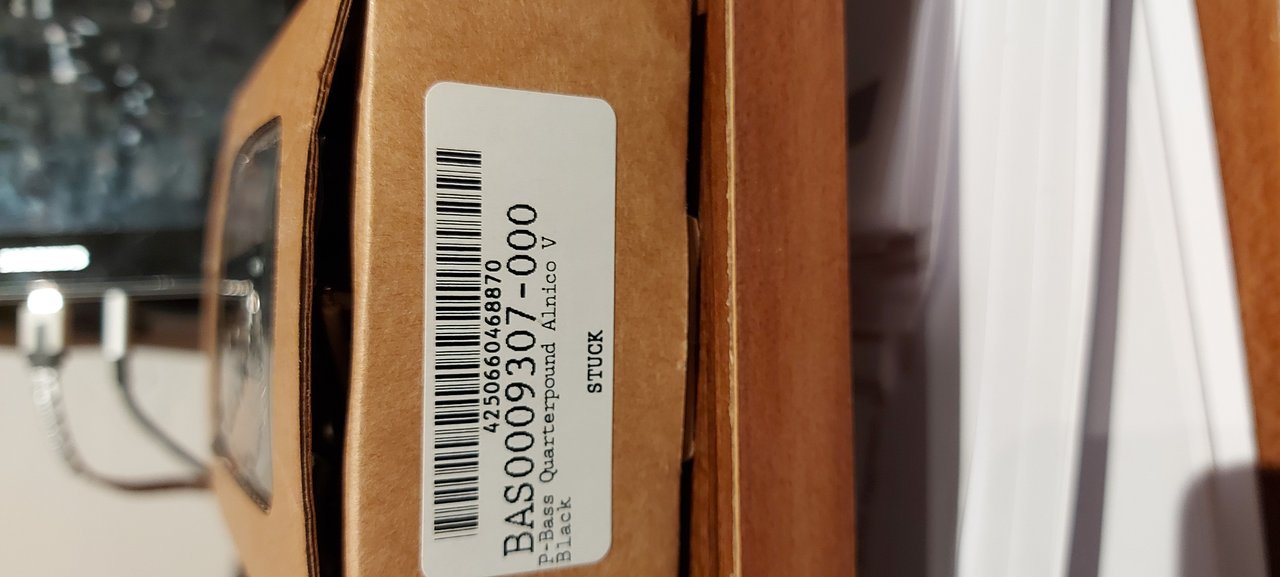 4250660468870
BAS0009307-000
P-Bass Quarterpound Alnico V
Black
STUCK